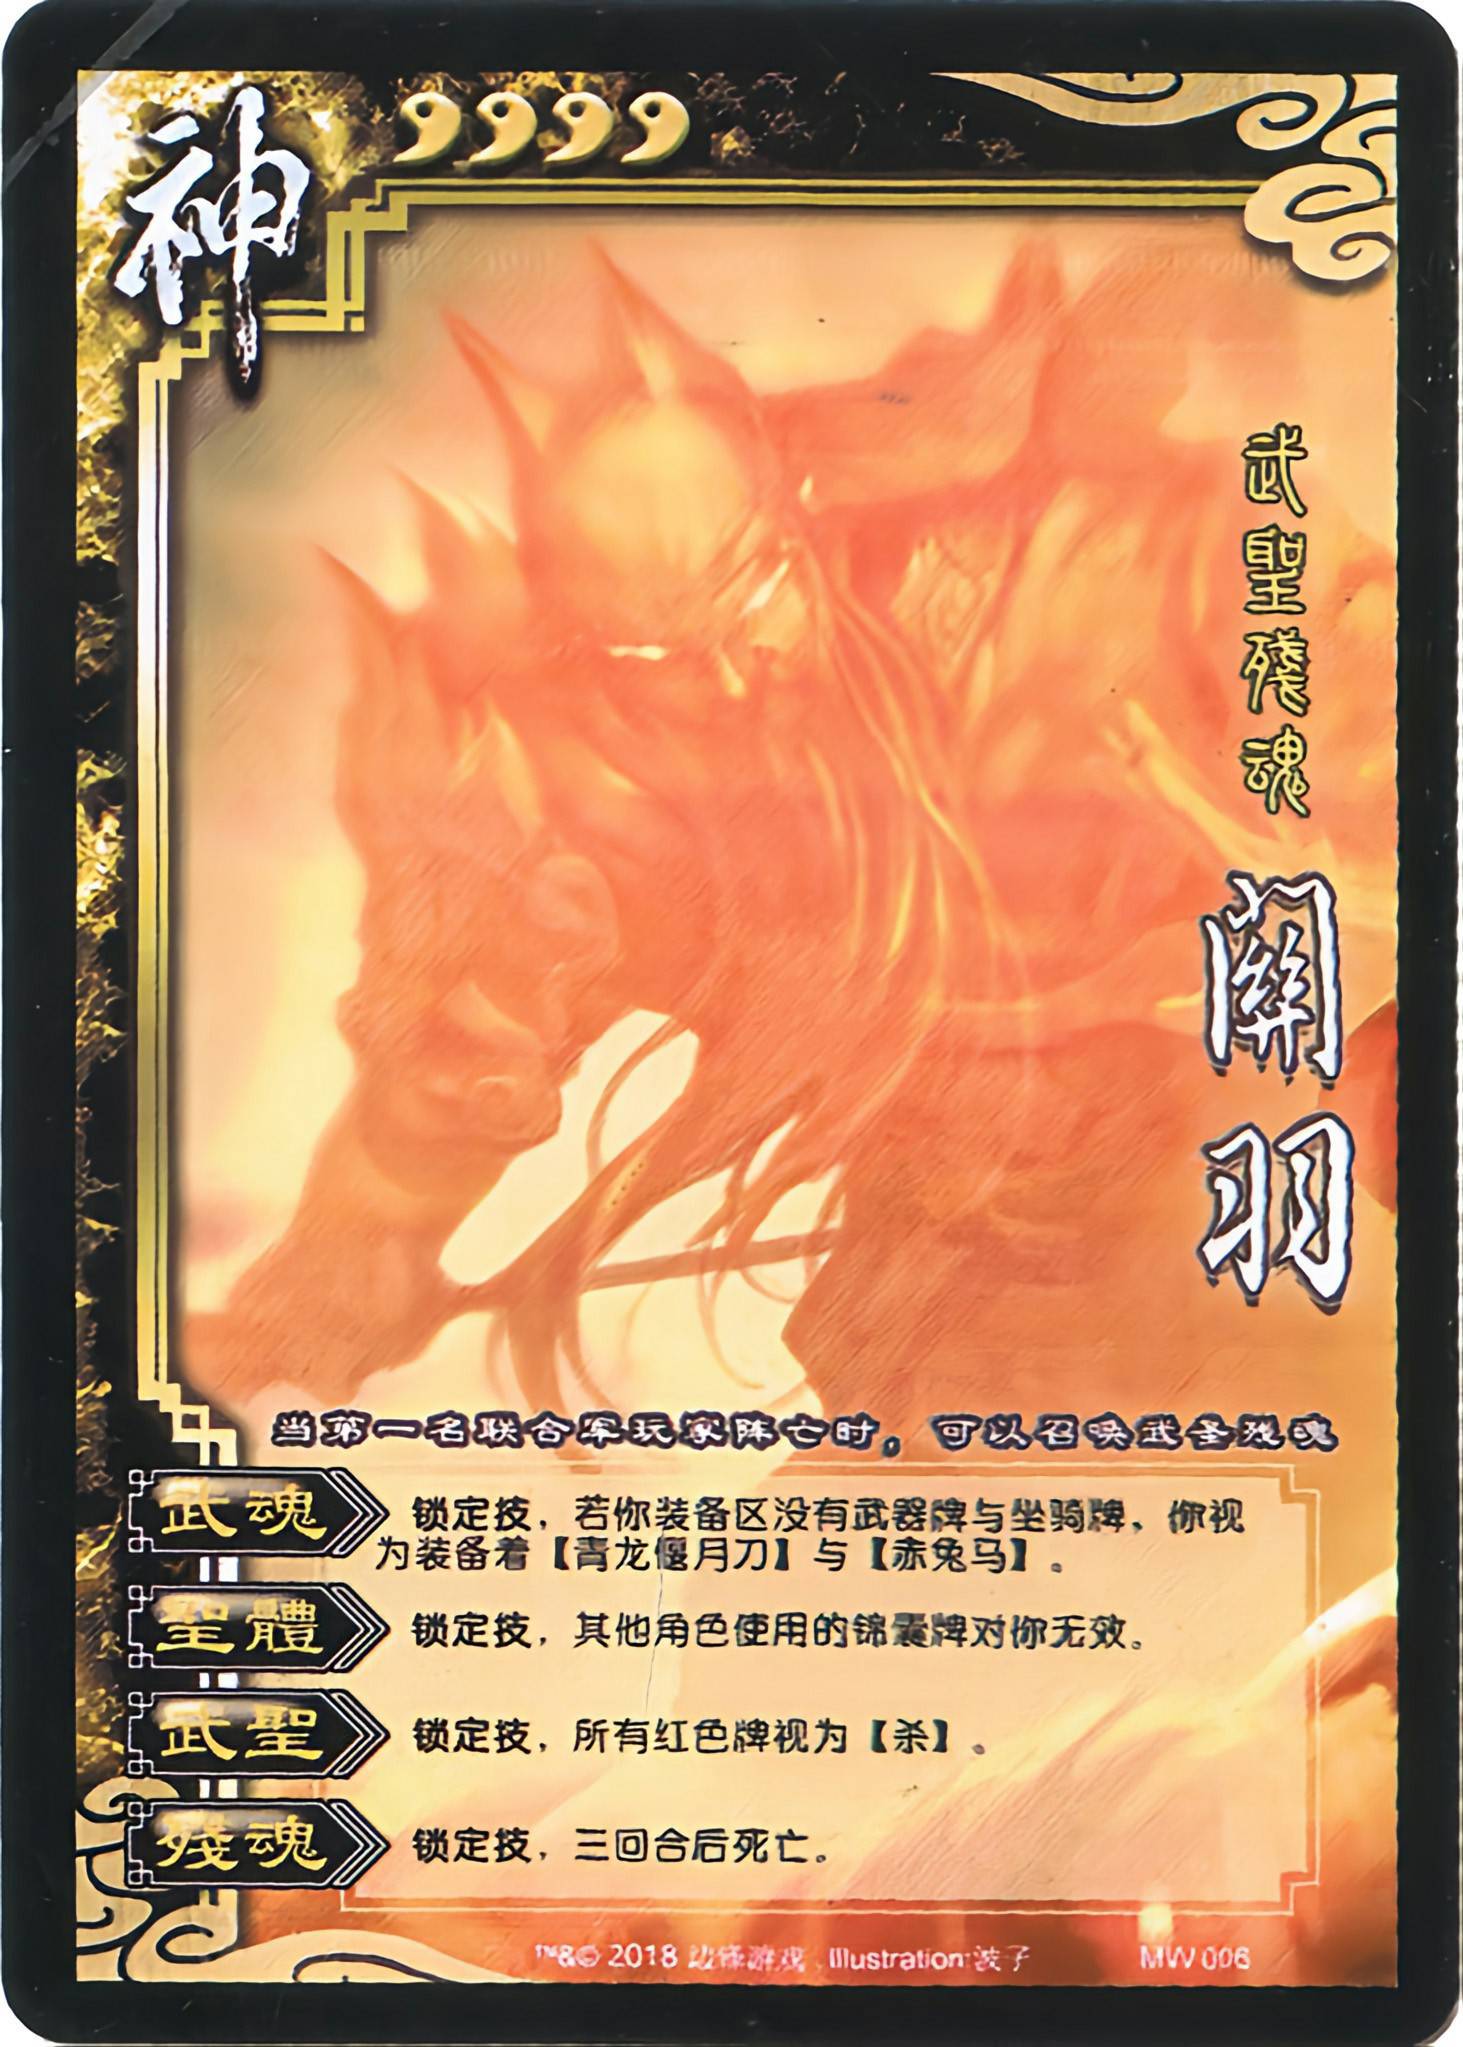 神
武聖殘魂
關羽
当第一名联合军玩家阵亡时，可以召唤武圣残魂
武魂
锁定技，若你装备区没有武器牌与坐骑牌，你视
为装备着【青龙偃月刀】与【赤兔马】。
聖體
锁定技，其他角色使用的锦囊牌对你无效。
武聖
锁定技，所有红色牌视为【杀】。
殘魂
锁定技，三回合后死亡。
™&© 2018 边锋游戏 Illustration:波子
MW 006